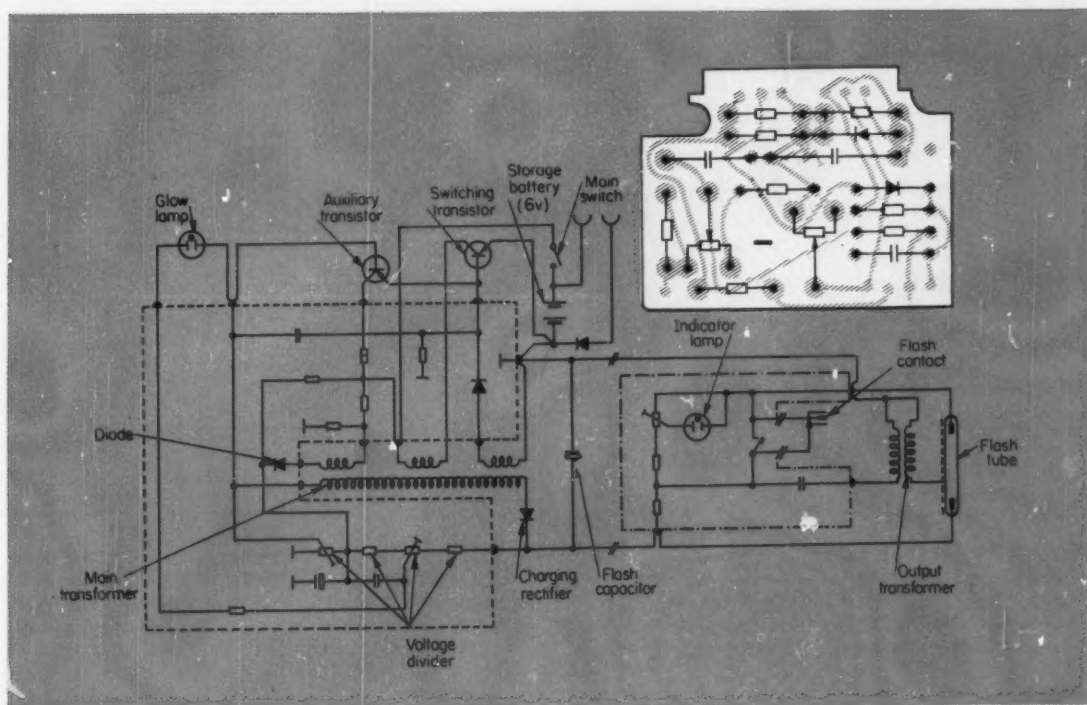 Glow
lamp
Auxiliary
transistor
Switching
transistor
Storage
battery
(6v)
Main
switch
Indicator
lamp
Flash
contact
Diode
Flash
tube
Main
transformer
Charging
rectifier
Flash
capacitor
Output
transformer
Voltage
divider